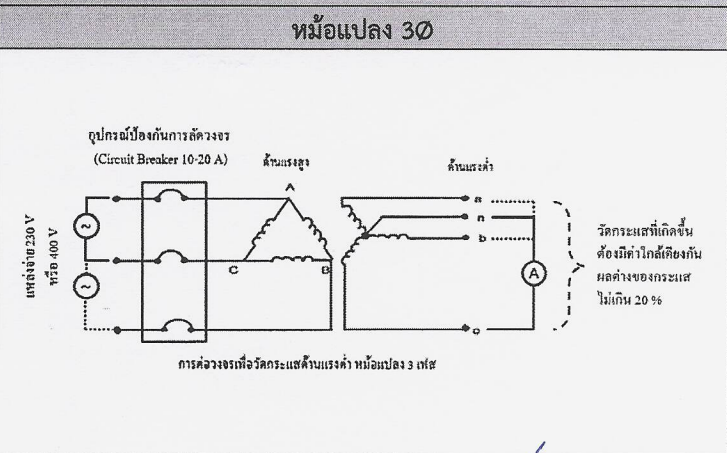 หม้อแปลง 3Ø
อุปกรณ์ป้องกันการลัดวงจร
(Circuit Breaker 10-20 A)
ด้านแรงสูง
ด้านแรงต่ำ
A
a
n
b
C
B
A
c
~
~
แหล่งจ่าย 230 V
หรือ 400 V
วัดกระแสที่เกิดขึ้น
ต้องมีค่าใกล้เคียงกัน
ผลต่างของกระแส
ไม่เกิน 20 %
การต่อวงจรเพื่อวัดกระแสด้านแรงต่ำ หม้อแปลง 3 เฟส